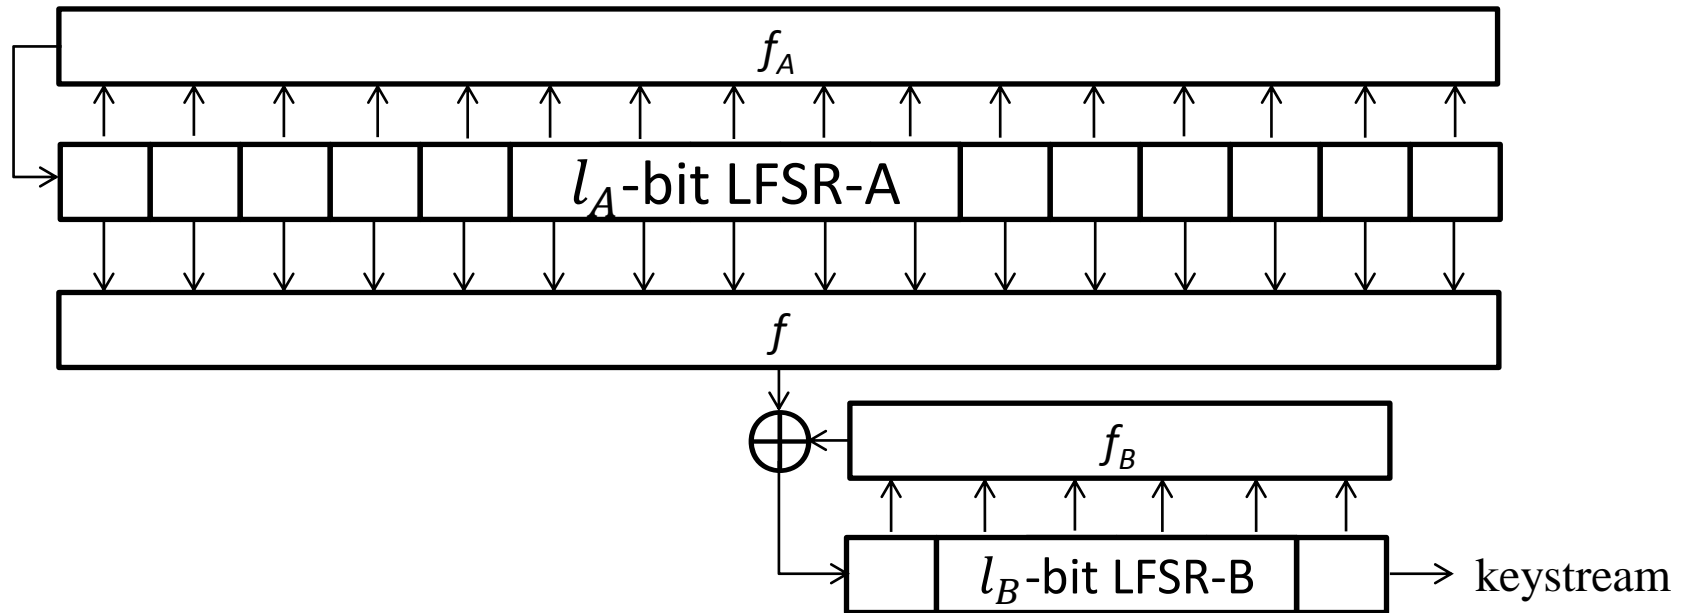 f_A
l_A-bit LFSR-A
f
f_B
l_B-bit LFSR-B
keystream